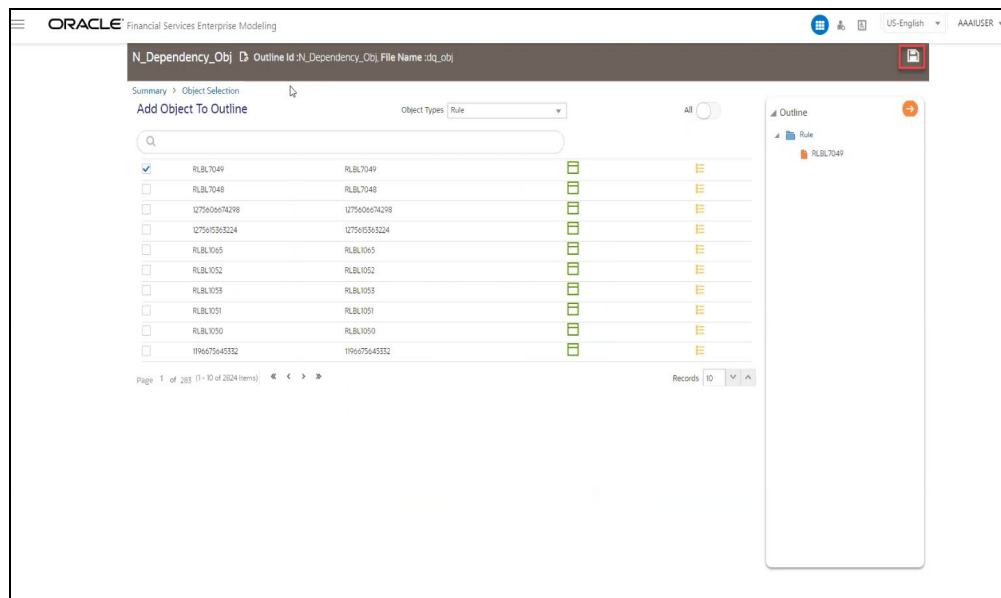 ORACLE Financial Services Enterprise Modeling US-English AAAIUSER
N_Dependency_Obj Outline Id :N_Dependency_Obj, File Name :dq_obj
Summary > Object Selection
Add Object To Outline Object Types Rule All
Outline
Rule
RLBL7049
RLBL7049 RLBL7049
RLBL7048 RLBL7048
1275606674298 1275606674298
1275615363224 1275615363224
RLBL1065 RLBL1065
RLBL1052 RLBL1052
RLBL1053 RLBL1053
RLBL1051 RLBL1051
RLBL1050 RLBL1050
1196675645332 1196675645332
Page 1 of 283 (1 - 10 of 2824 items) Records 10